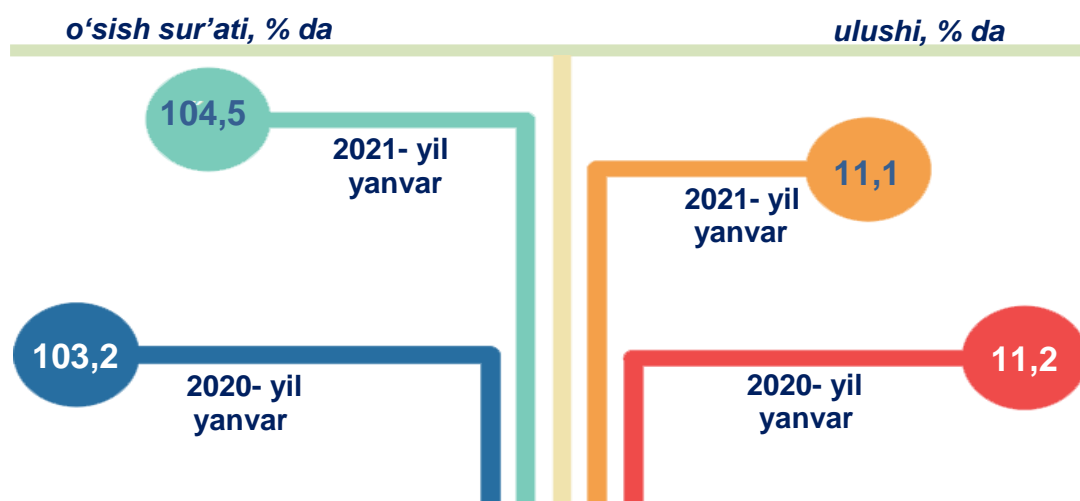 o‘sish sur’ati, % da
ulushi, % da
104,5
2021- yil
yanvar
11,1
2021- yil
yanvar
103,2
2020- yil
yanvar
11,2
2020- yil
yanvar